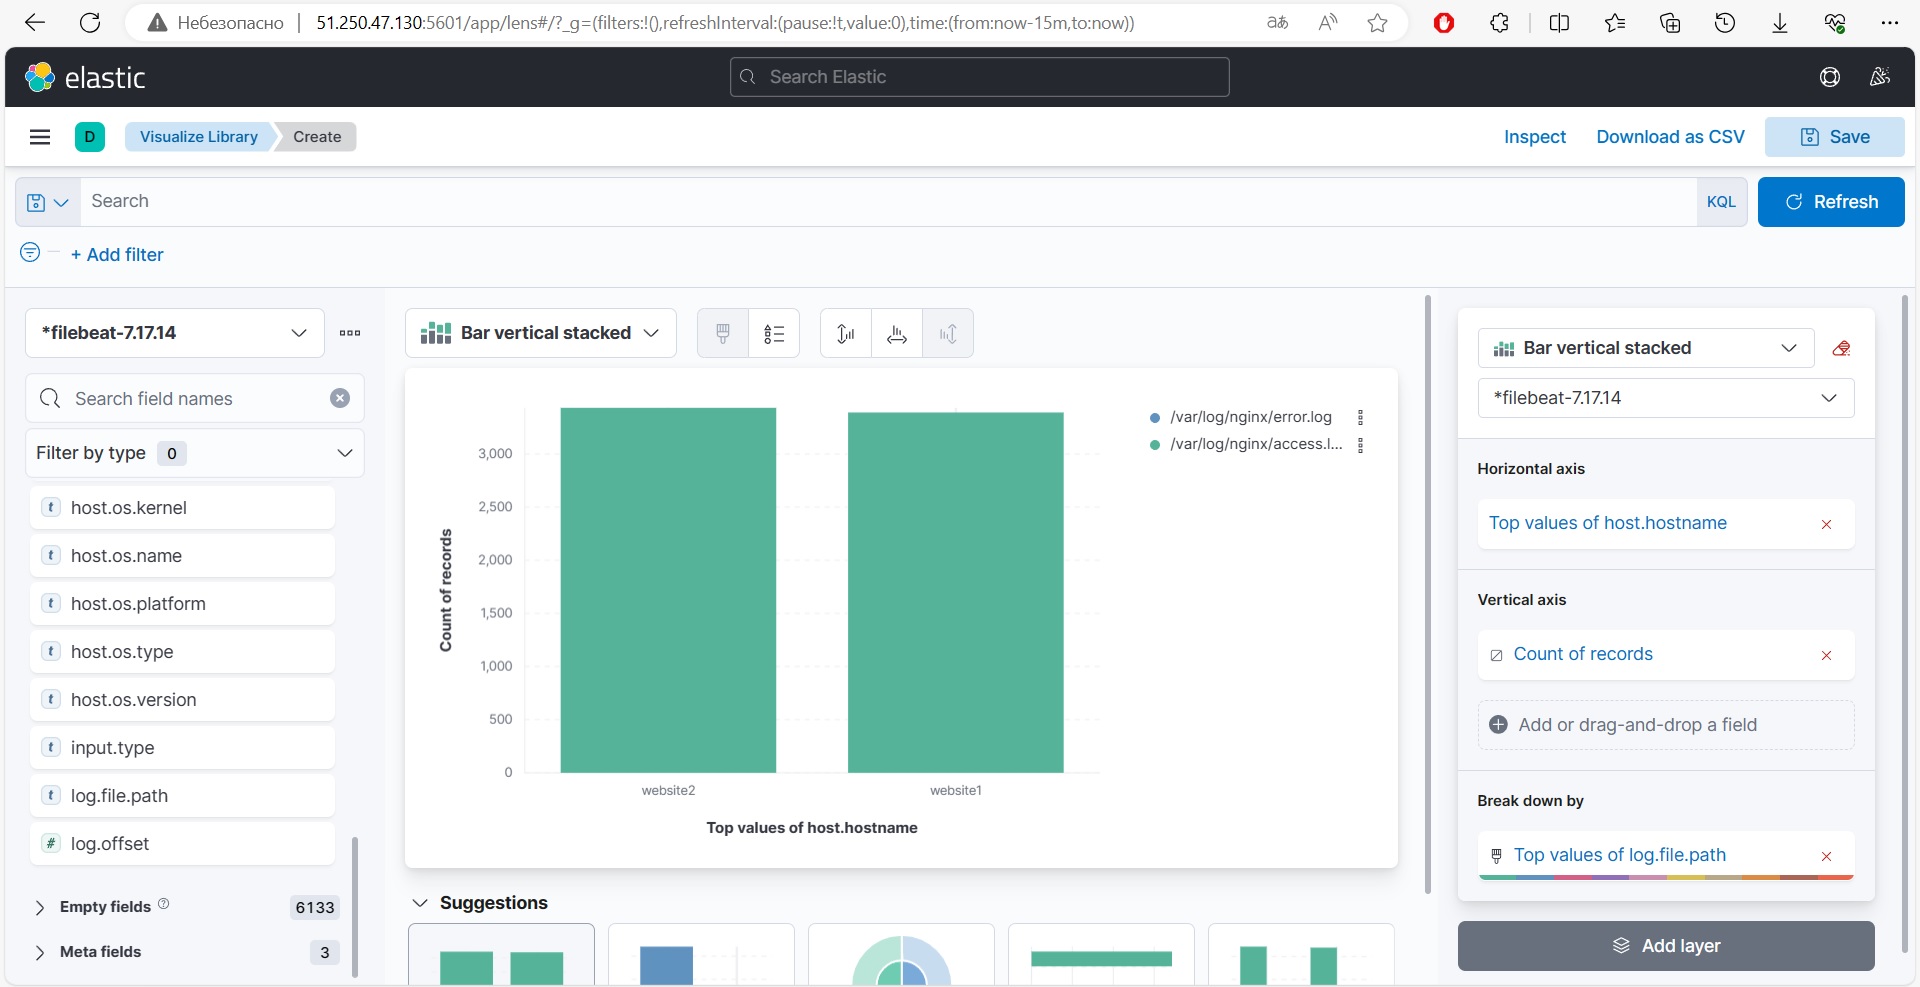 Небезопасно
51.250.47.130:5601/app/lens#/?_g=(filters:!(),refreshInterval:(pause:!t,value:0),time:(from:now-15m,to:now))
elastic
Search Elastic
D
Visualize Library
Create
Inspect
Download as CSV
Save
Search
KQL
Refresh
+ Add filter
*filebeat-7.17.14
Search field names
Filter by type 0
t host.os.kernel
t host.os.name
t host.os.platform
t host.os.type
t host.os.version
t input.type
t log.file.path
# log.offset
Empty fields 6133
Meta fields 3
Bar vertical stacked
/var/log/nginx/error.log
/var/log/nginx/access.l...
Count of records
3,000
2,500
2,000
1,500
1,000
500
0
website2
website1
Top values of host.hostname
Suggestions
Bar vertical stacked
*filebeat-7.17.14
Horizontal axis
Top values of host.hostname
Vertical axis
Count of records
Add or drag-and-drop a field
Break down by
Top values of log.file.path
Add layer